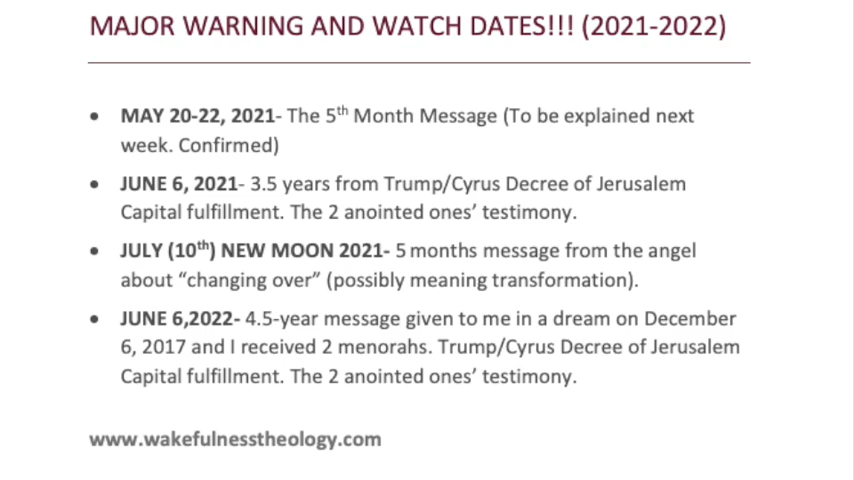 MAJOR WARNING AND WATCH DATES!!! (2021-2022)
• MAY 20-22, 2021- The 5th Month Message (To be explained next
week. Confirmed)
• JUNE 6, 2021- 3.5 years from Trump/Cyrus Decree of Jerusalem
Capital fulfillment. The 2 anointed ones’ testimony.
• JULY (10th) NEW MOON 2021- 5 months message from the angel
about “changing over” (possibly meaning transformation).
• JUNE 6,2022- 4.5-year message given to me in a dream on December
6, 2017 and I received 2 menorahs. Trump/Cyrus Decree of Jerusalem
Capital fulfillment. The 2 anointed ones’ testimony.
www.wakefulnesstheology.com